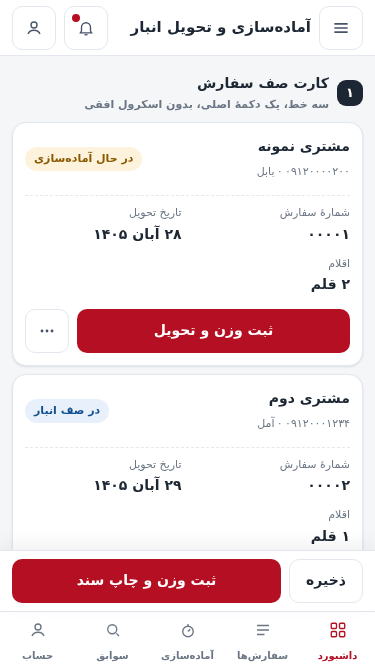 آماده‌سازی و تحویل انبار
۱
کارت صف سفارش
سه خط، یک دکمهٔ اصلی، بدون اسکرول افقی
مشتری نمونه
در حال آماده‌سازی
۰۹۱۲۰۰۰۰۲۰۰ · بابل
شمارهٔ سفارش
تاریخ تحویل
۰۰۰۰۱
۲۸ آبان ۱۴۰۵
اقلام
۲ قلم
ثبت وزن و تحویل
مشتری دوم
در صف انبار
۰۹۱۲۰۰۰۱۲۳۴ · آمل
شمارهٔ سفارش
تاریخ تحویل
۰۰۰۰۲
۲۹ آبان ۱۴۰۵
اقلام
۱ قلم
ذخیره
ثبت وزن و چاپ سند
داشبورد
سفارش‌ها
آماده‌سازی
سوابق
حساب